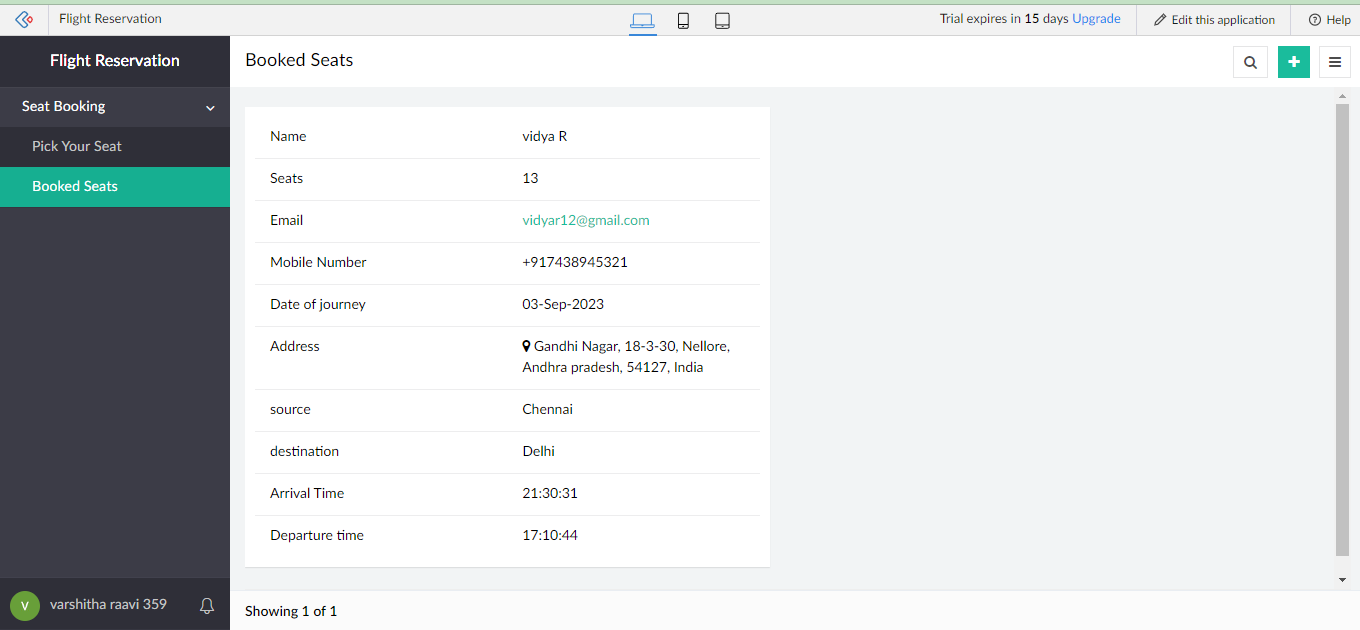 Flight Reservation
Trial expires in 15 days Upgrade
Edit this application
Help
Flight Reservation
Seat Booking
Pick Your Seat
Booked Seats
V
varshitha raavi 359
Booked Seats
Name vidya R
Seats 13
Email vidyar12@gmail.com
Mobile Number +917438945321
Date of journey 03-Sep-2023
Address Gandhi Nagar, 18-3-30, Nellore,
Andhra pradesh, 54127, India
source Chennai
destination Delhi
Arrival Time 21:30:31
Departure time 17:10:44
Showing 1 of 1